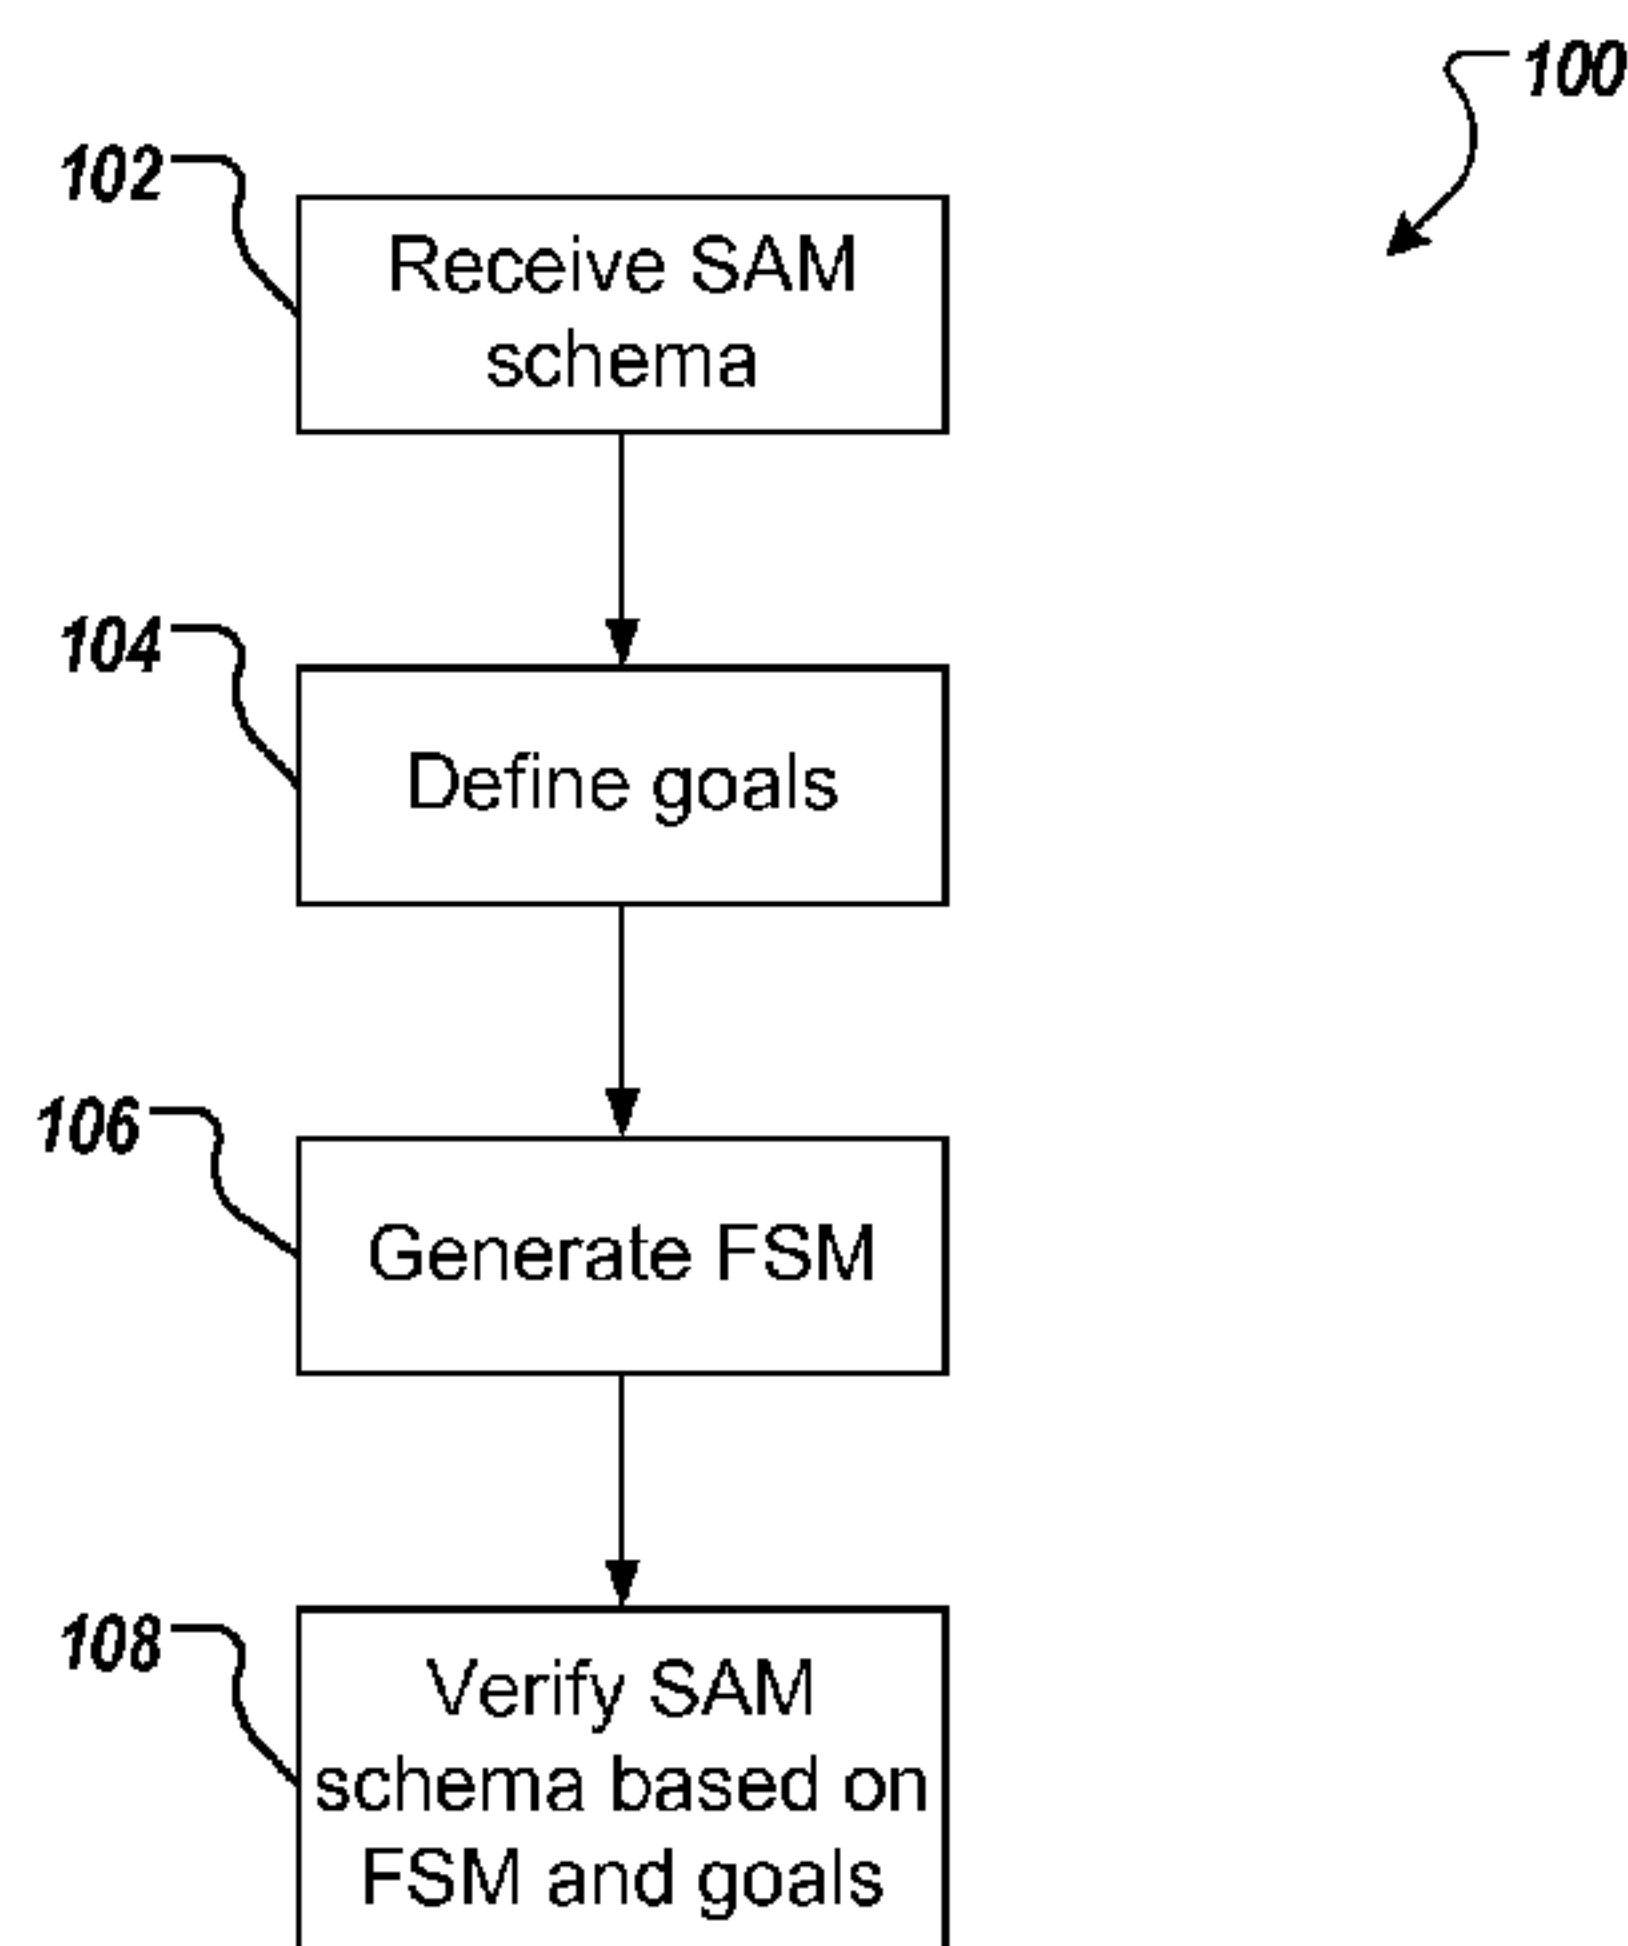 100
102
Receive SAM
schema
104
Define goals
106
Generate FSM
108
Verify SAM
schema based on
FSM and goals